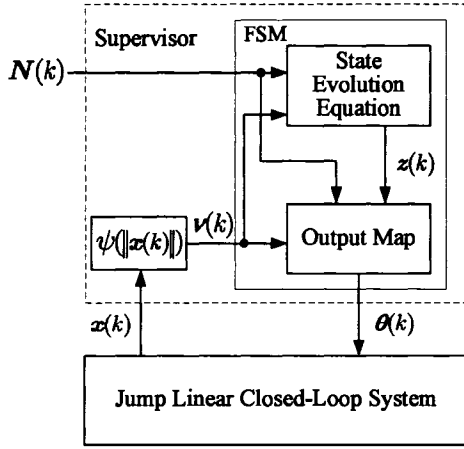 Supervisor
FSM
N(k)
State
Evolution
Equation
z(k)
ψ(‖x(k)‖)
ν(k)
Output Map
x(k)
θ(k)
Jump Linear Closed-Loop System